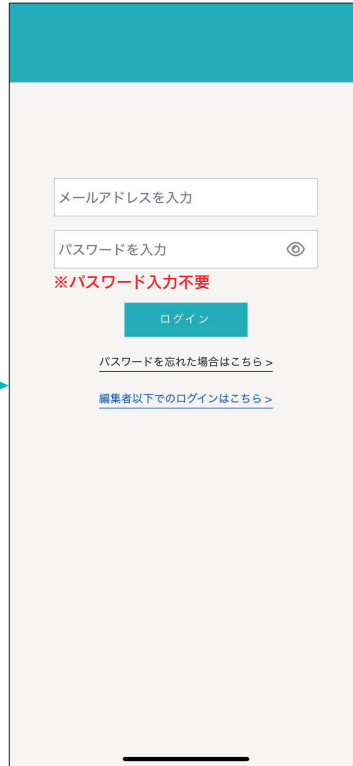 メールアドレスを入力
パスワードを入力
※パスワード入力不要
ログイン
パスワードを忘れた場合はこちら >
編集者以下でのログインはこちら >